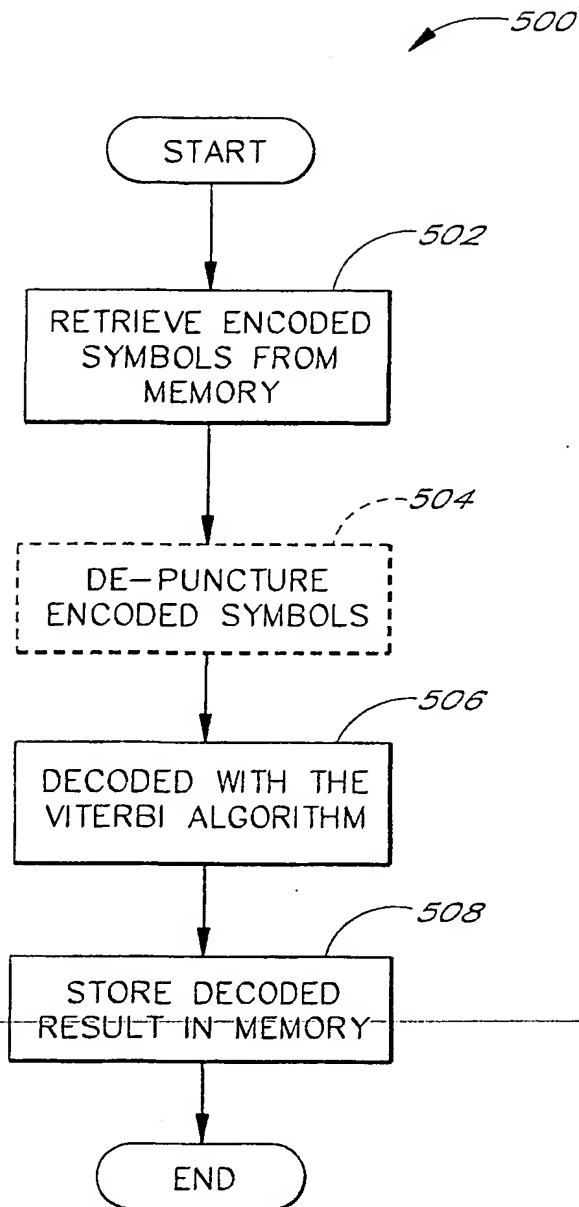 500
START
502
RETRIEVE ENCODED
SYMBOLS FROM
MEMORY
504
DE-PUNCTURE
ENCODED SYMBOLS
506
DECODED WITH THE
VITERBI ALGORITHM
508
STORE DECODED
RESULT IN MEMORY
END